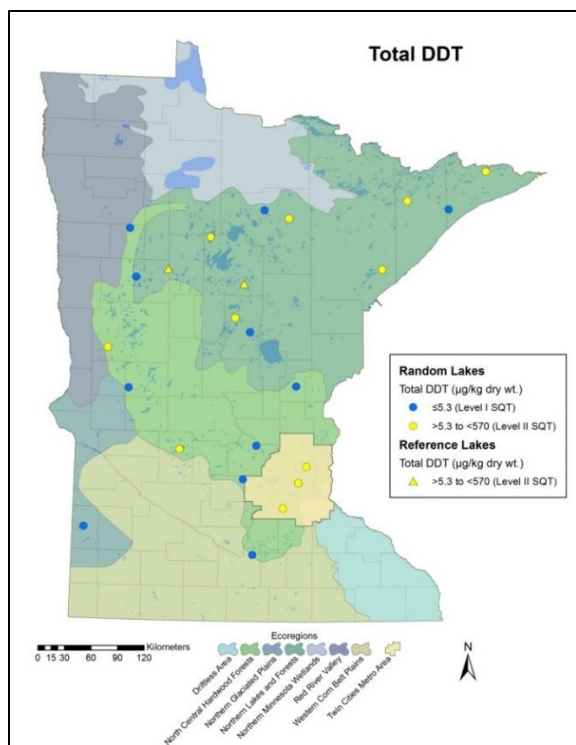 Total DDT
Random Lakes
Total DDT (µg/kg dry wt.)
≤5.3 (Level I SQT)
>5.3 to <570 (Level II SQT)
Reference Lakes
Total DDT (µg/kg dry wt.)
>5.3 to <570 (Level II SQT)
Kilometers
0 15 30 60 90 120
Ecoregions
Driftless Area
North Central Hardwood Forests
Northern Glaciated Plains
Northern Lakes and Forests
Northern Minnesota Wetlands
Red River Valley
Western Corn Belt Plains
Twin Cities Metro Area
N